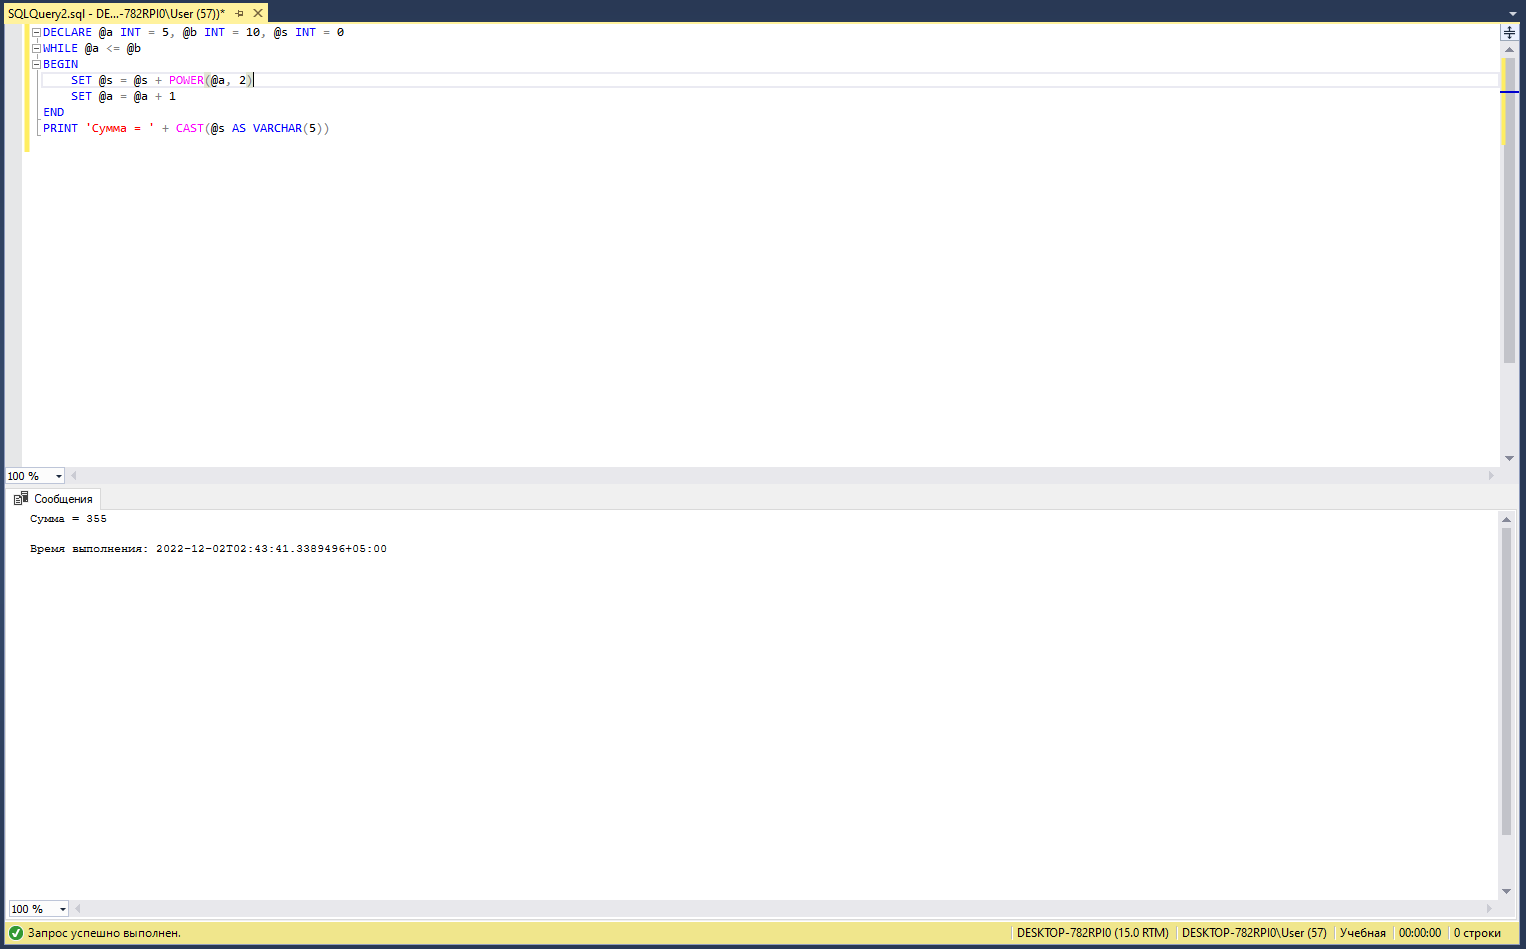 SQLQuery2.sql - DE...-782RPI0\User (57))*
DECLARE @a INT = 5, @b INT = 10, @s INT = 0
WHILE @a <= @b
BEGIN
    SET @s = @s + POWER(@a, 2)
    SET @a = @a + 1
END
PRINT 'Сумма = ' + CAST(@s AS VARCHAR(5))
100 %
Сообщения
Сумма = 355
Время выполнения: 2022-12-02T02:43:41.3389496+05:00
100 %
Запрос успешно выполнен. DESKTOP-782RPI0 (15.0 RTM) DESKTOP-782RPI0\User (57) Учебная 00:00:00 0 строки